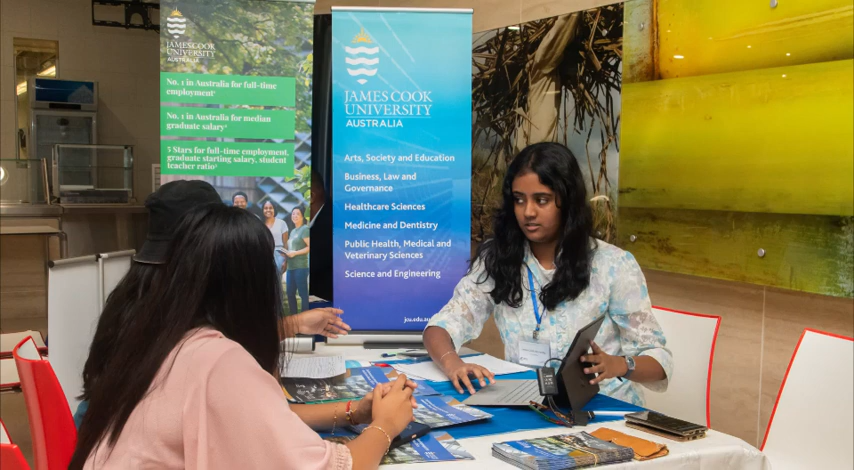 JAMES COOK
UNIVERSITY
AUSTRALIA
No. 1 in Australia for full-time
employment¹
No. 1 in Australia for median
graduate salary²
5 Stars for full-time employment,
graduate starting salary, student
teacher ratio³
JAMES COOK
UNIVERSITY
AUSTRALIA
Arts, Society and Education
Business, Law and
Governance
Healthcare Sciences
Medicine and Dentistry
Public Health, Medical and
Veterinary Sciences
Science and Engineering